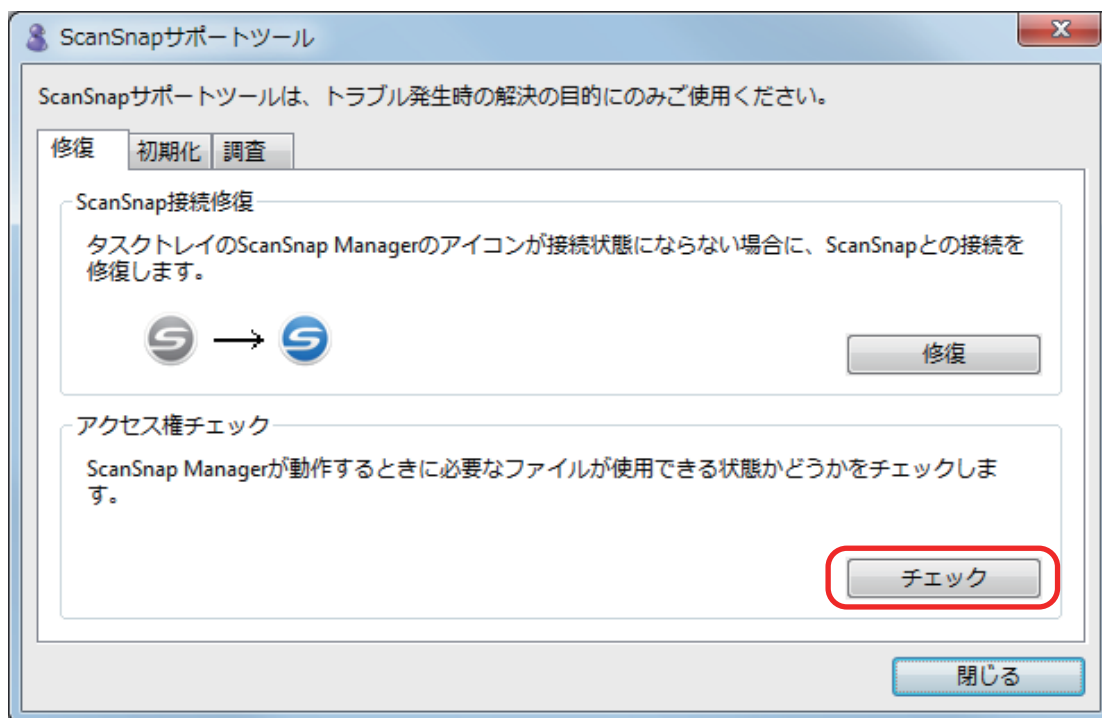 ScanSnapサポートツール
ScanSnapサポートツールは、トラブル発生時の解決の目的にのみご使用ください。
修復 初期化 調査
ScanSnap接続修復
タスクトレイのScanSnap Managerのアイコンが接続状態にならない場合に、ScanSnapとの接続を
修復します。
修復
アクセス権チェック
ScanSnap Managerが動作するときに必要なファイルが使用できる状態かどうかをチェックしま
す。
チェック
閉じる